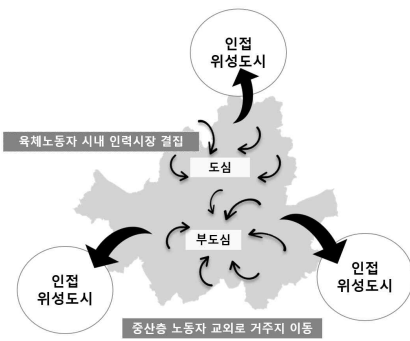 인접
위성도시
육체노동자 시내 인력시장 결집
도심
부도심
인접
위성도시
인접
위성도시
중산층 노동자 교외로 거주지 이동